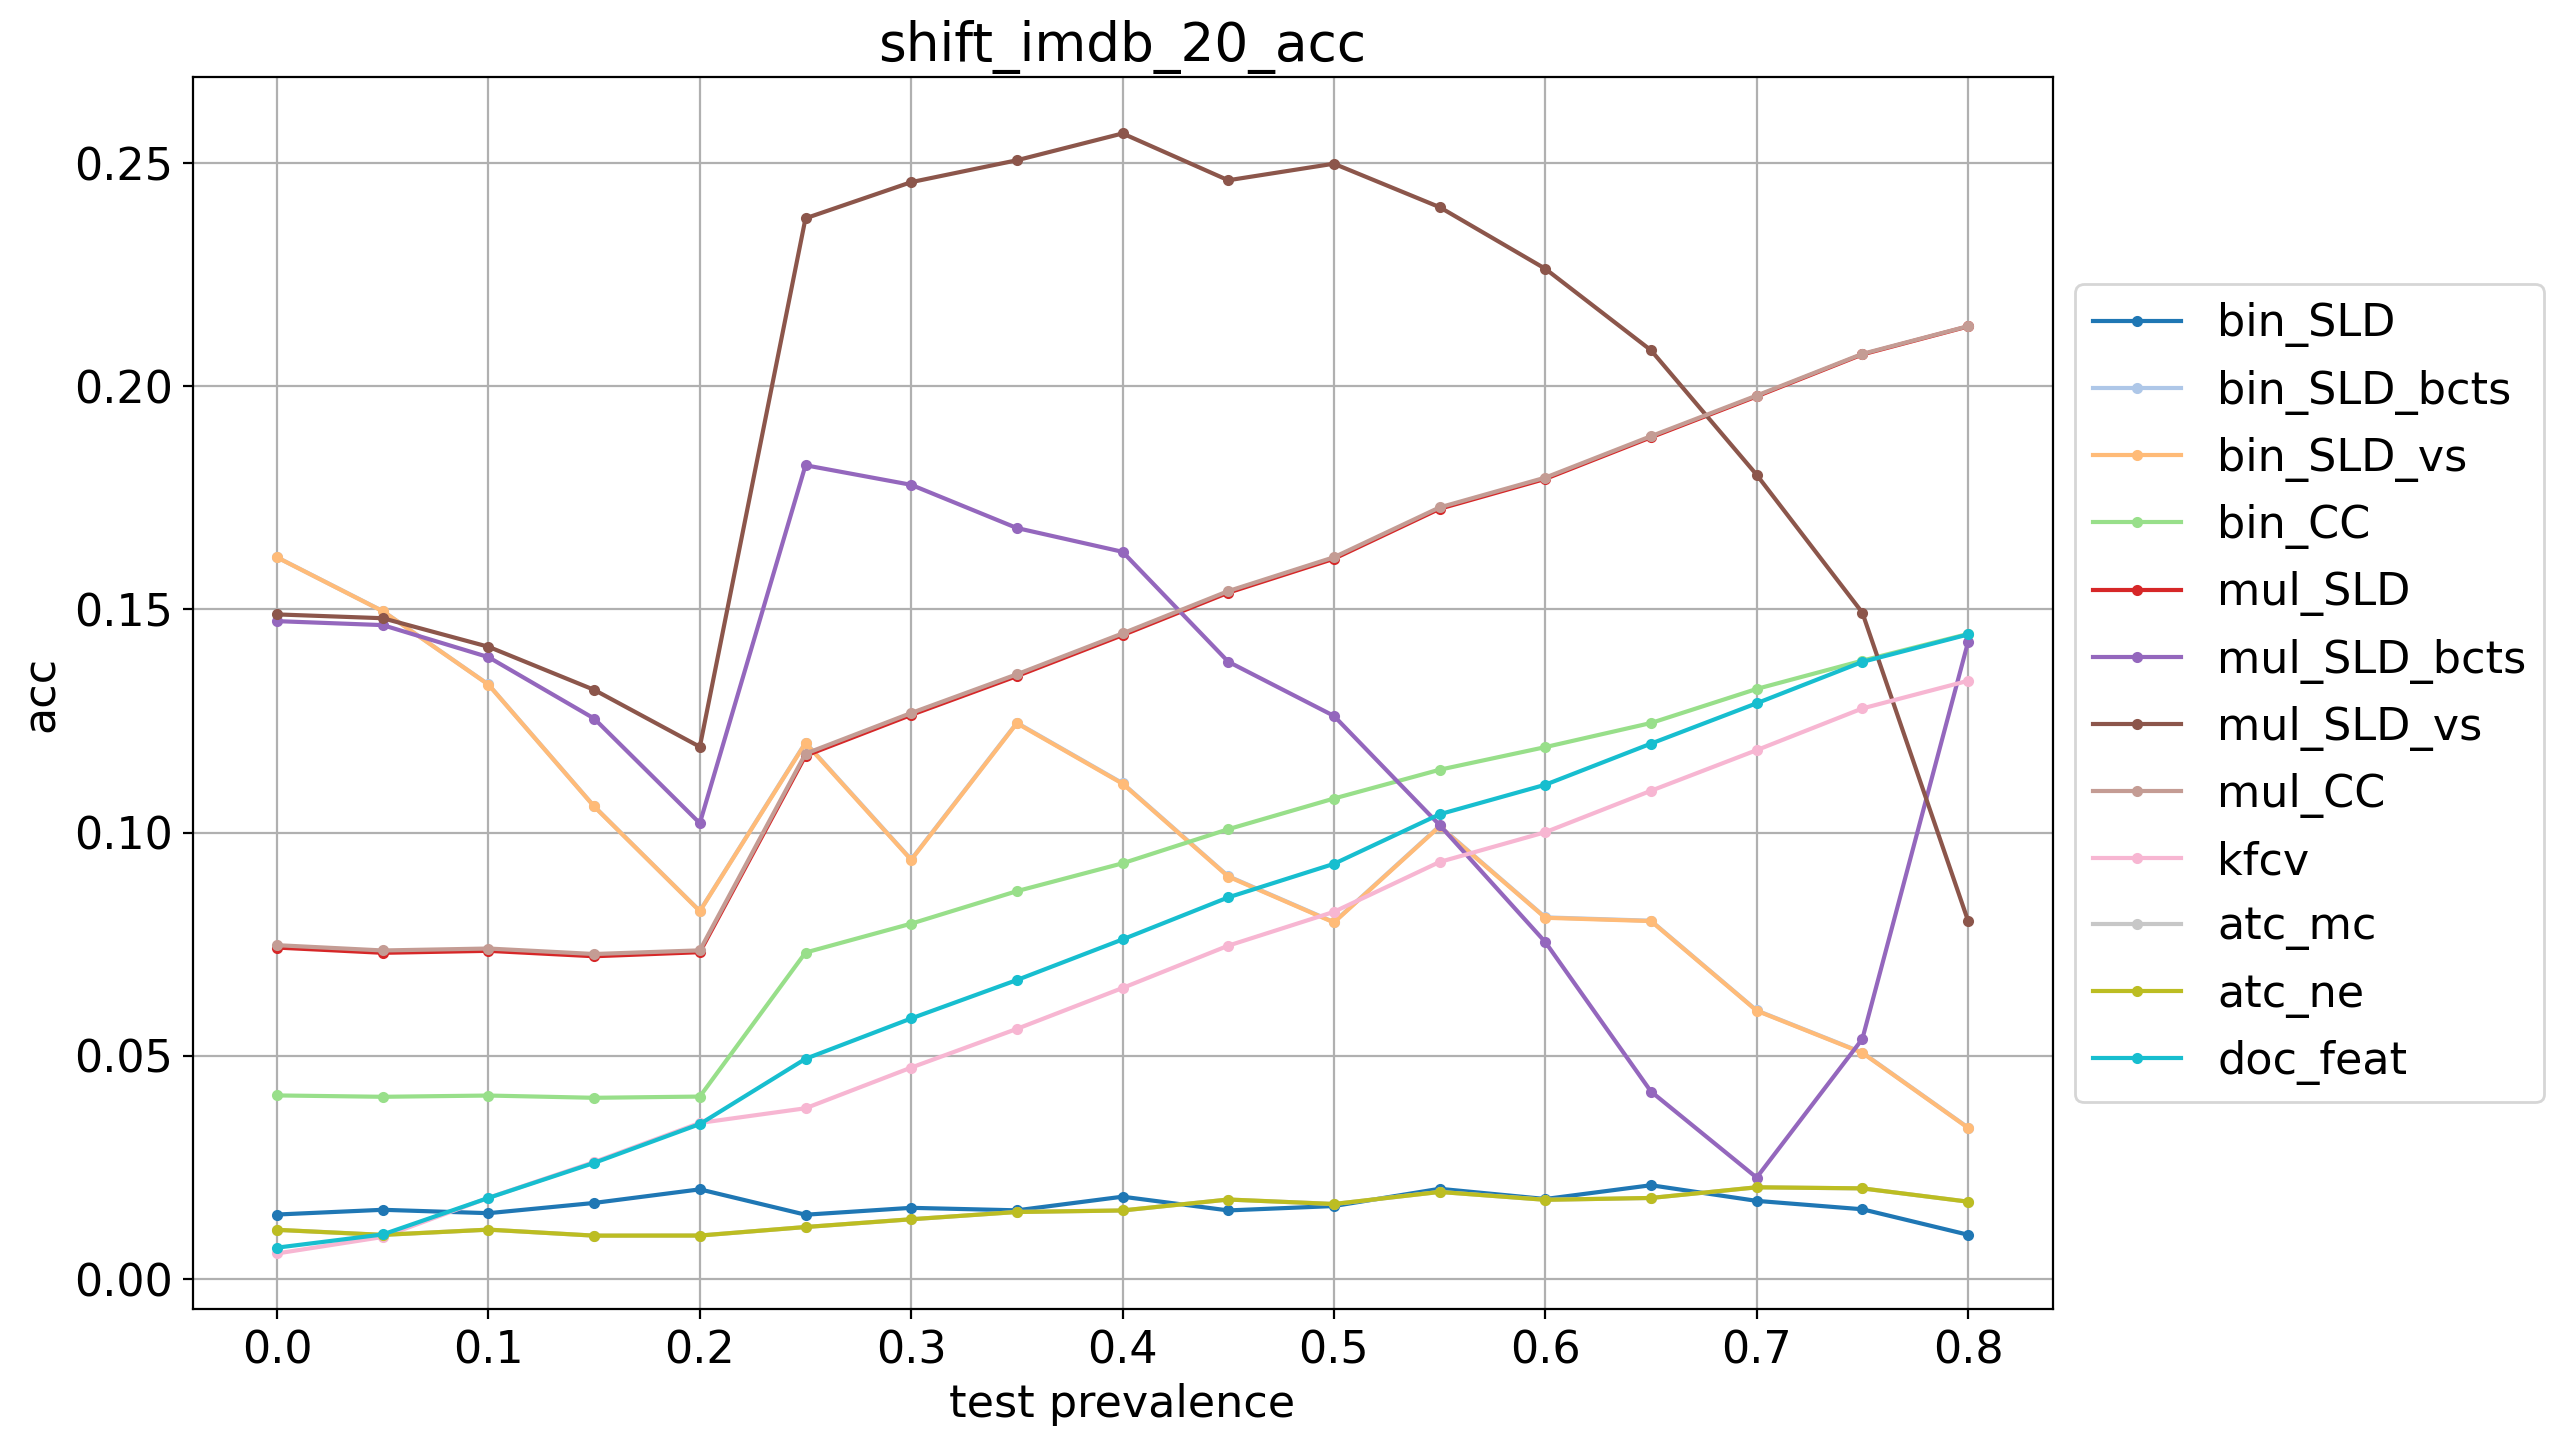 shift_imdb_20_acc
acc
0.25
0.20
0.15
0.10
0.05
0.00
0.0 0.1 0.2 0.3 0.4 0.5 0.6 0.7 0.8
test prevalence
bin_SLD
bin_SLD_bcts
bin_SLD_vs
bin_CC
mul_SLD
mul_SLD_bcts
mul_SLD_vs
mul_CC
kfcv
atc_mc
atc_ne
doc_feat